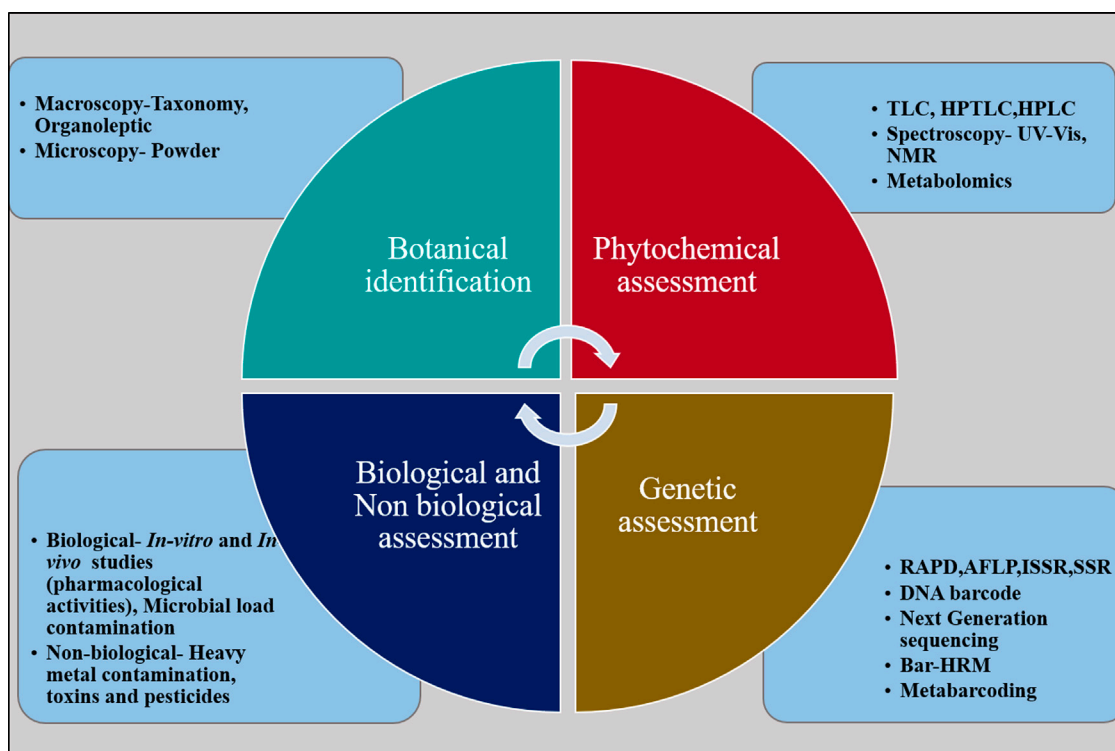 • Macroscopy-Taxonomy,
Organoleptic
• Microscopy- Powder
Botanical
identification
Phytochemical
assessment
• TLC, HPTLC,HPLC
• Spectroscopy- UV-Vis,
NMR
• Metabolomics
• Biological- In-vitro and In-
vivo studies
(pharmacological
activities), Microbial load
contamination
• Non-biological- Heavy
metal contamination,
toxins and pesticides
Biological and
Non biological
assessment
Genetic
assessment
• RAPD,AFLP,ISSR,SSR
• DNA barcode
• Next Generation
sequencing
• Bar-HRM
• Metabarcoding